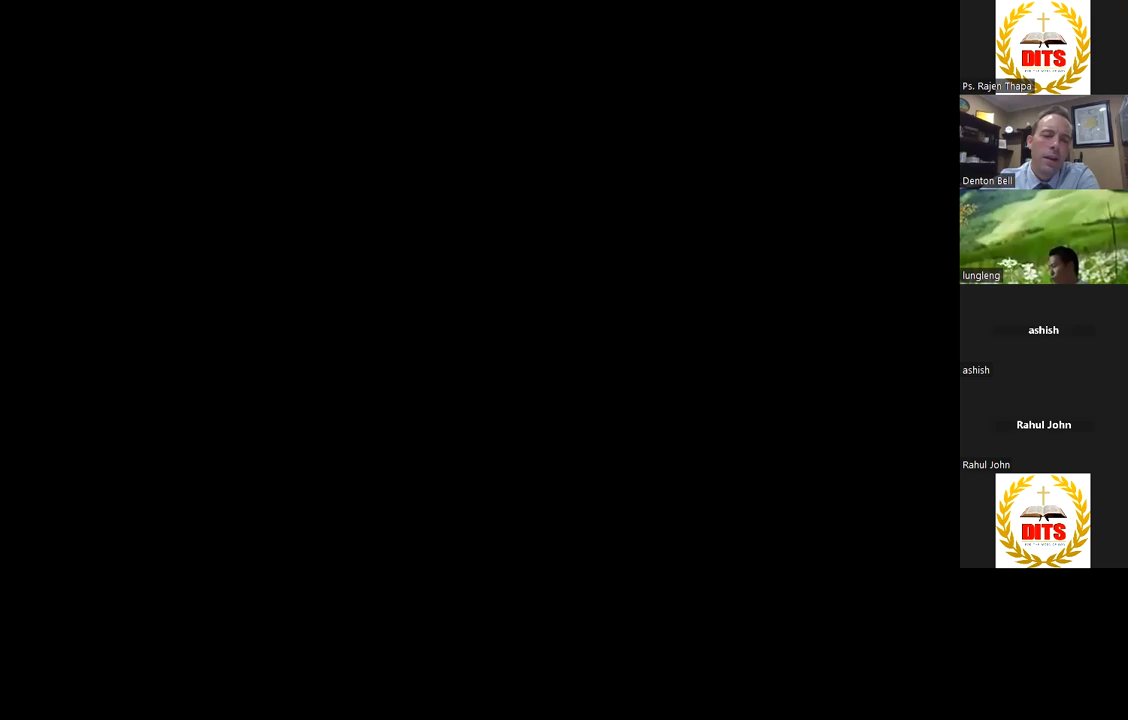 DITS
Ps. Rajen Thapa
Denton Bell
lungleng
ashish
ashish
Rahul John
Rahul John
DITS